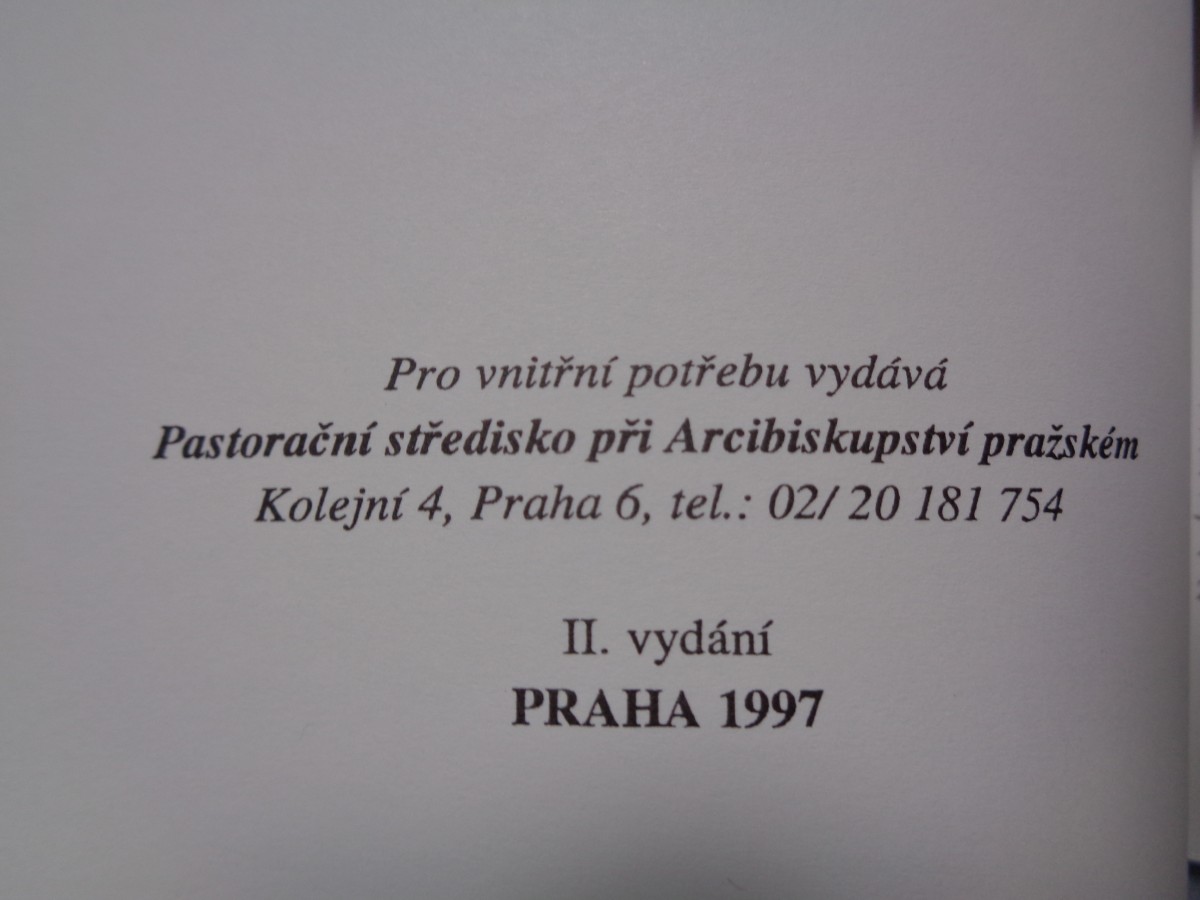 Pro vnitřní potřebu vydává
Pastorační středisko při Arcibiskupství pražském
Kolejní 4, Praha 6, tel.: 02/ 20 181 754
II. vydání
PRAHA 1997